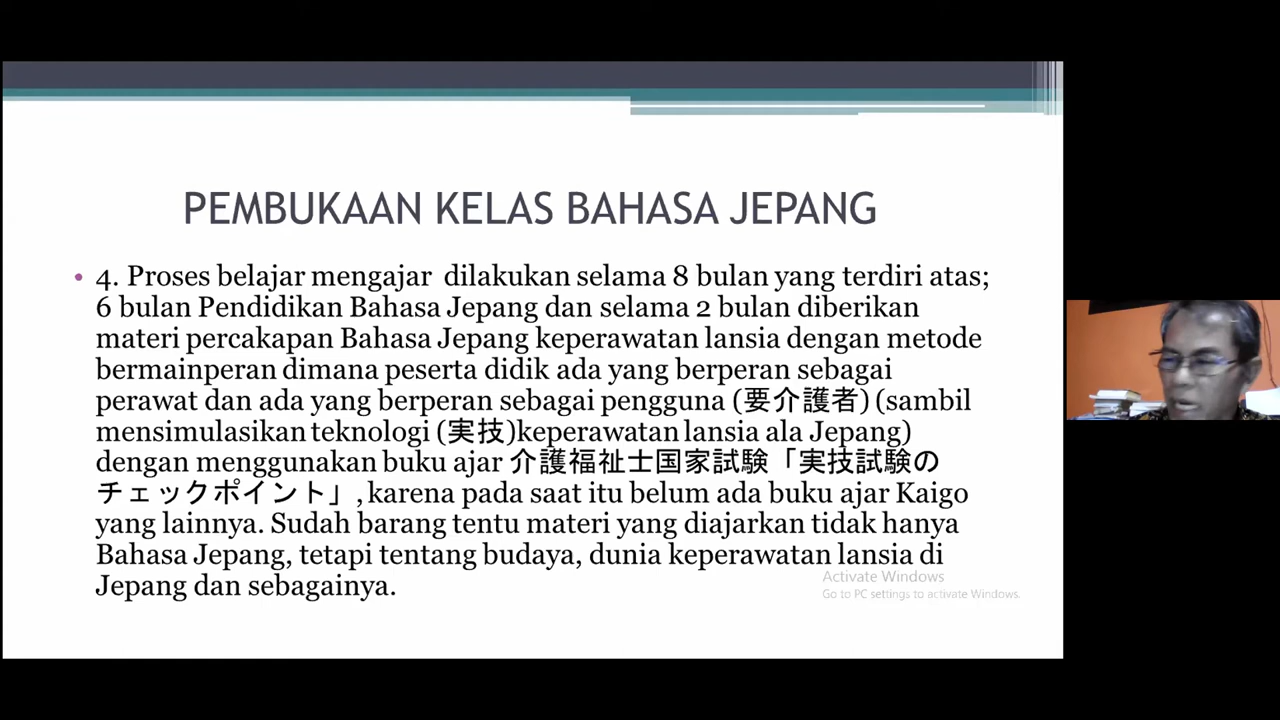 PEMBUKAAN KELAS BAHASA JEPANG
• 4. Proses belajar mengajar dilakukan selama 8 bulan yang terdiri atas;
6 bulan Pendidikan Bahasa Jepang dan selama 2 bulan diberikan
materi percakapan Bahasa Jepang keperawatan lansia dengan metode
bermainperan dimana peserta didik ada yang berperan sebagai
perawat dan ada yang berperan sebagai pengguna (要介護者) (sambil
mensimulasikan teknologi (実技)keperawatan lansia ala Jepang)
dengan menggunakan buku ajar 介護福祉士国家試験「実技試験の
チェックポイント」, karena pada saat itu belum ada buku ajar Kaigo
yang lainnya. Sudah barang tentu materi yang diajarkan tidak hanya
Bahasa Jepang, tetapi tentang budaya, dunia keperawatan lansia di
Jepang dan sebagainya.
Activate Windows
Go to PC settings to activate Windows.